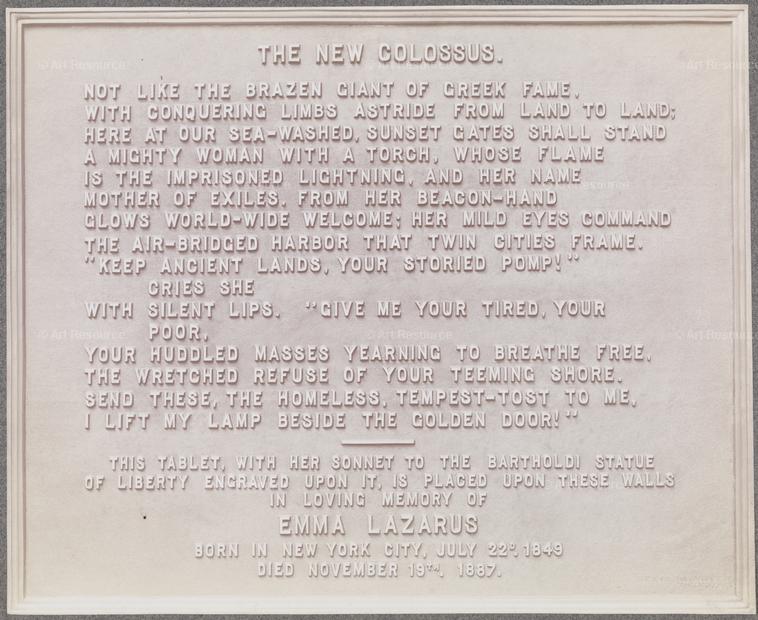 THE NEW COLOSSUS.
NOT LIKE THE BRAZEN GIANT OF GREEK FAME,
WITH CONQUERING LIMBS ASTRIDE FROM LAND TO LAND;
HERE AT OUR SEA-WASHED, SUNSET GATES SHALL STAND
A MIGHTY WOMAN WITH A TORCH, WHOSE FLAME
IS THE IMPRISONED LIGHTNING, AND HER NAME
MOTHER OF EXILES. FROM HER BEACON-HAND
GLOWS WORLD-WIDE WELCOME; HER MILD EYES COMMAND
THE AIR-BRIDGED HARBOR THAT TWIN CITIES FRAME.
"KEEP ANCIENT LANDS, YOUR STORIED POMP!"
CRIES SHE
WITH SILENT LIPS. "GIVE ME YOUR TIRED, YOUR
POOR,
YOUR HUDDLED MASSES YEARNING TO BREATHE FREE,
THE WRETCHED REFUSE OF YOUR TEEMING SHORE.
SEND THESE, THE HOMELESS, TEMPEST-TOST TO ME,
I LIFT MY LAMP BESIDE THE GOLDEN DOOR!"
THIS TABLET, WITH HER SONNET TO THE BARTHOLDI STATUE
OF LIBERTY ENGRAVED UPON IT, IS PLACED UPON THESE WALLS
IN LOVING MEMORY OF
EMMA LAZARUS
BORN IN NEW YORK CITY, JULY 22D, 1849
DIED NOVEMBER 19TH, 1887.
© Art Resource